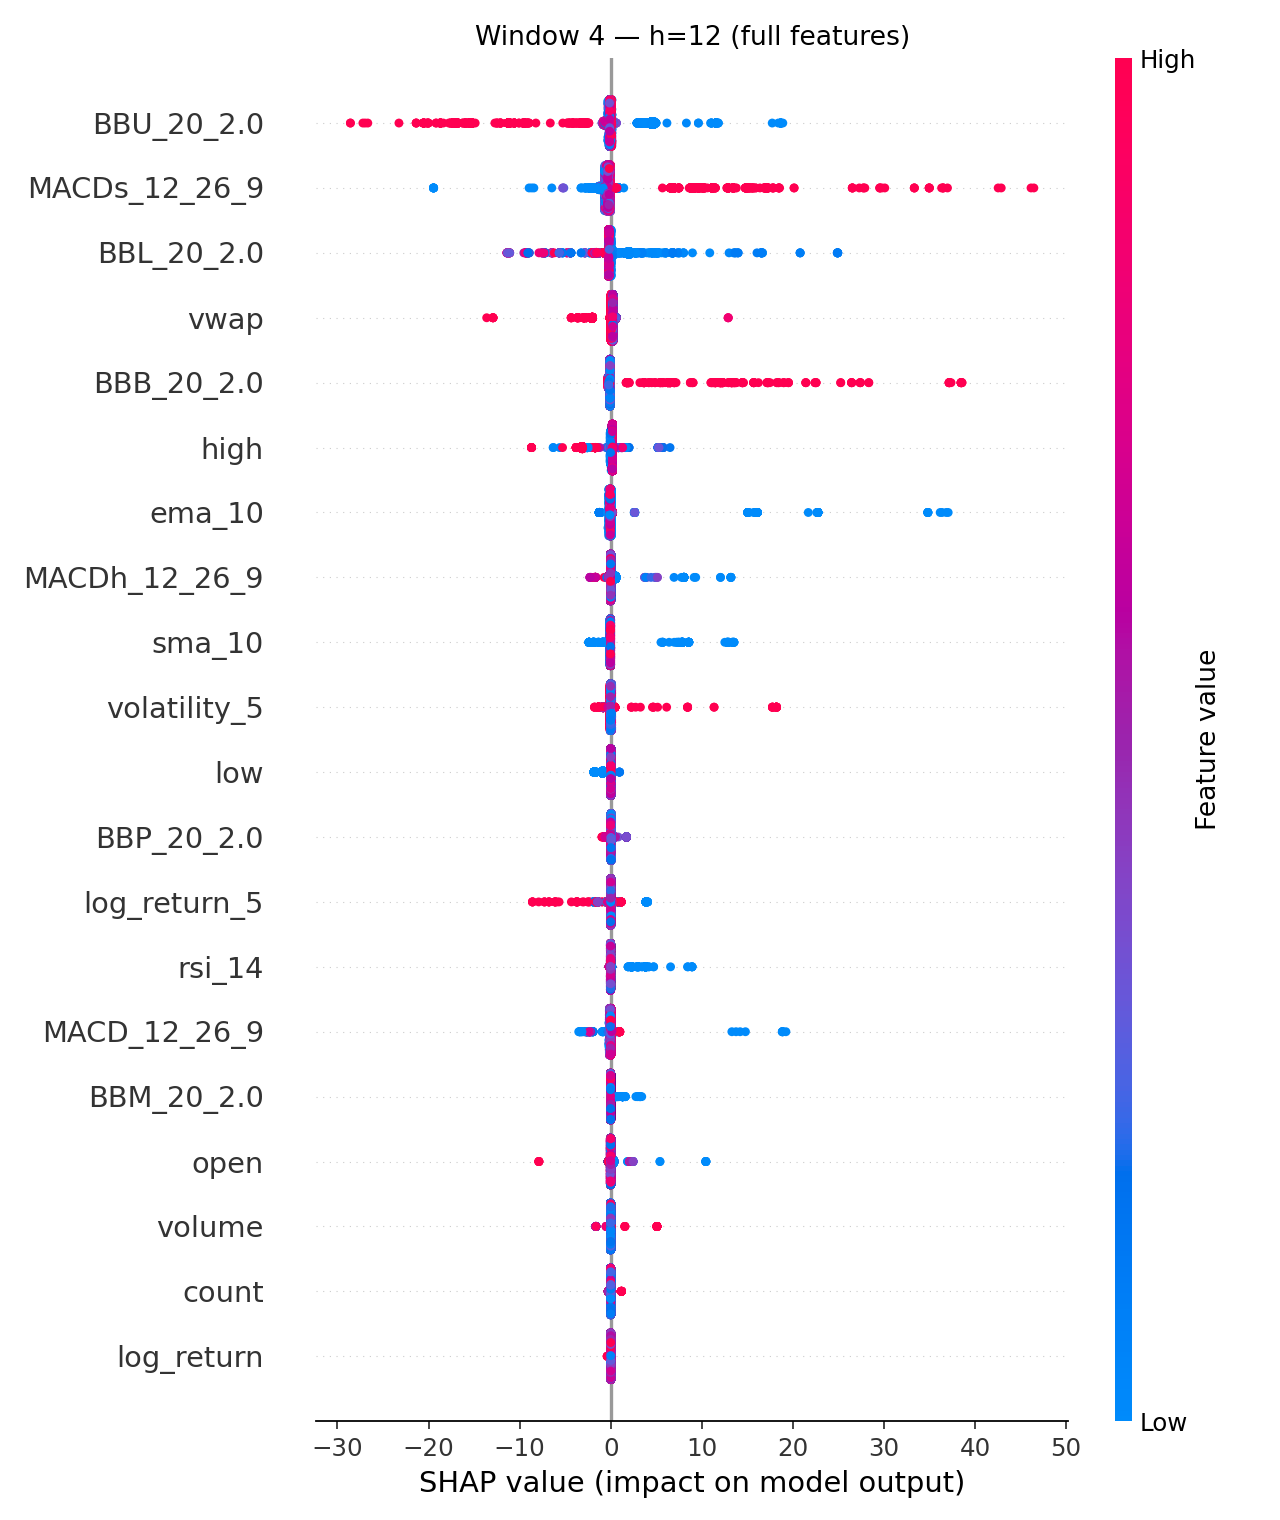 Window 4 — h=12 (full features)
High
BBU_20_2.0
MACDs_12_26_9
BBL_20_2.0
vwap
BBB_20_2.0
high
ema_10
MACDh_12_26_9
sma_10
volatility_5
low
BBP_20_2.0
log_return_5
rsi_14
MACD_12_26_9
BBM_20_2.0
open
volume
count
log_return
Feature value
Low
−30 −20 −10 0 10 20 30 40 50
SHAP value (impact on model output)